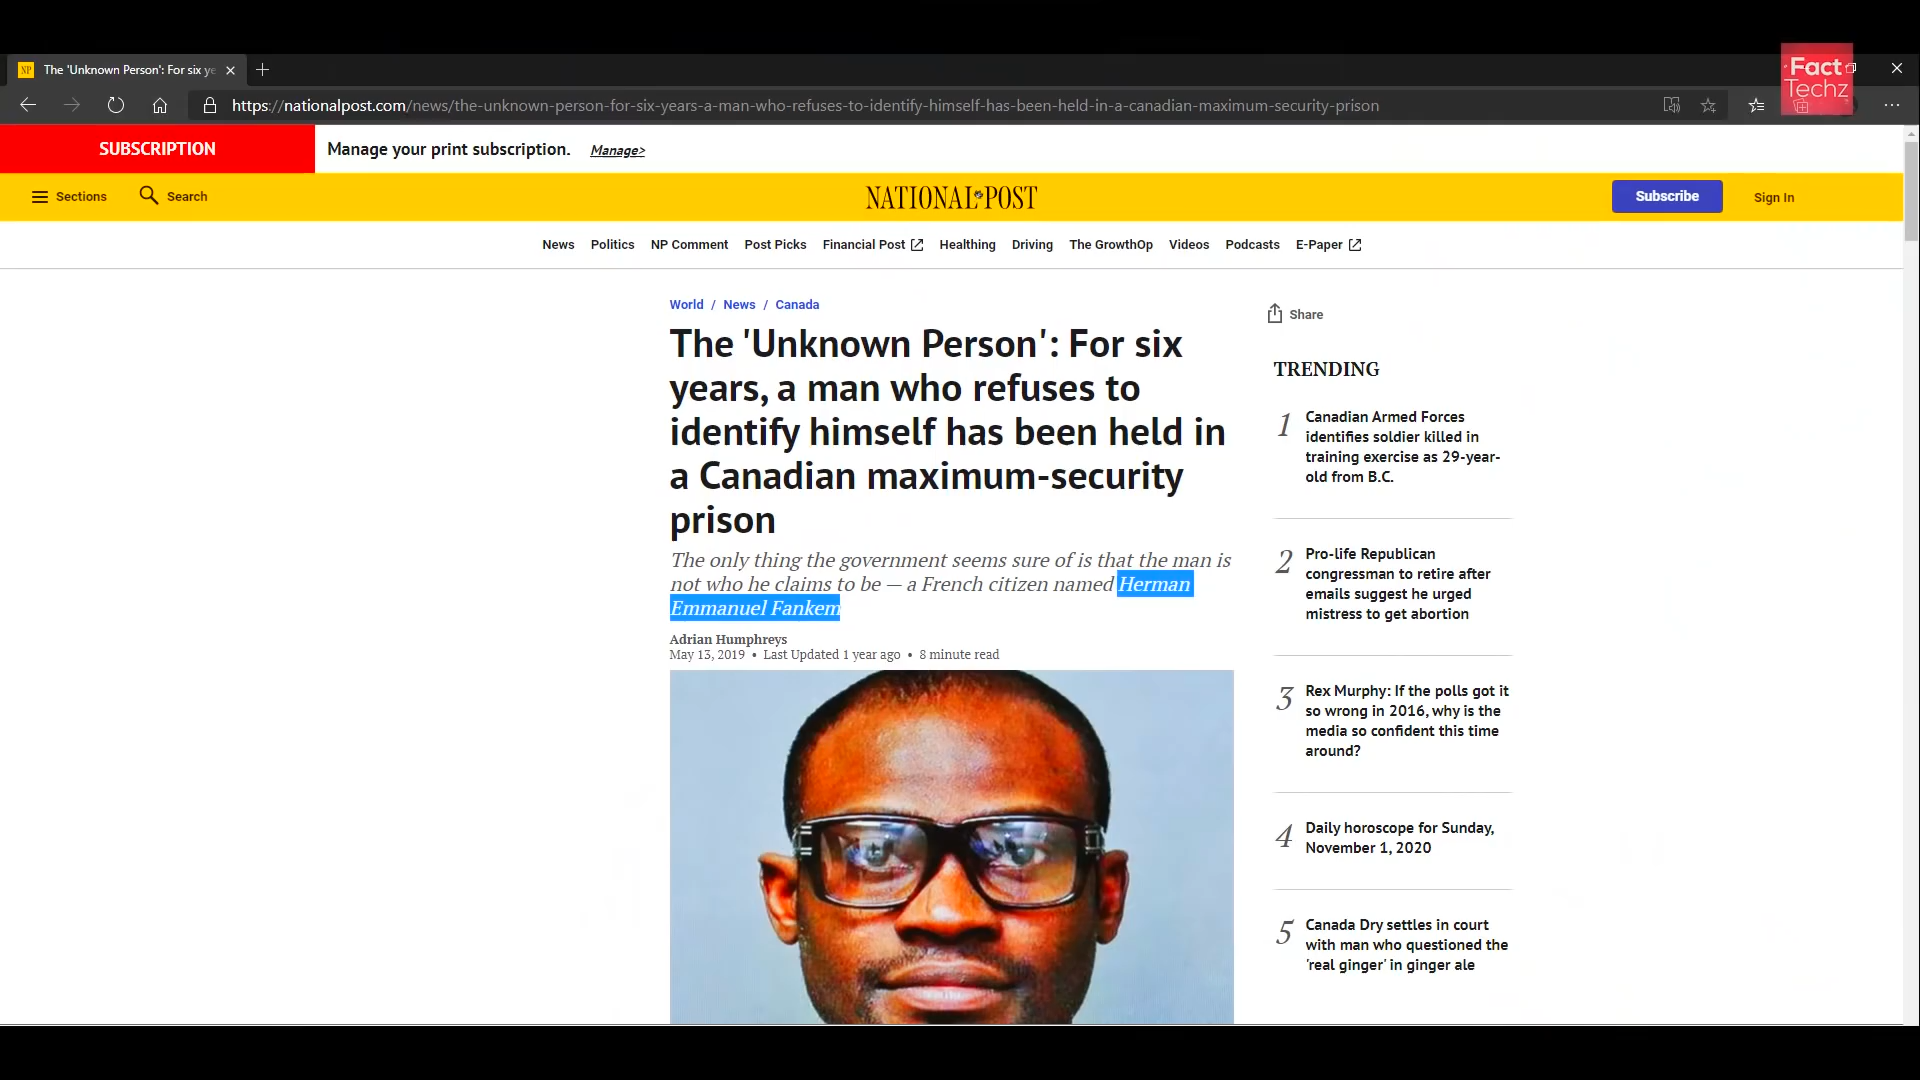 The 'Unknown Person': For six ye
Fact
Techz
https://nationalpost.com/news/the-unknown-person-for-six-years-a-man-who-refuses-to-identify-himself-has-been-held-in-a-canadian-maximum-security-prison
SUBSCRIPTION
Manage your print subscription. Manage>
Sections
Search
NATIONAL POST
Subscribe
Sign In
News Politics NP Comment Post Picks Financial Post Healthing Driving The GrowthOp Videos Podcasts E-Paper
World / News / Canada
The 'Unknown Person': For six
years, a man who refuses to
identify himself has been held in
a Canadian maximum-security
prison
The only thing the government seems sure of is that the man is
not who he claims to be — a French citizen named Herman
Emmanuel Fankem
Adrian Humphreys
May 13, 2019 • Last Updated 1 year ago • 8 minute read
Share
TRENDING
1
Canadian Armed Forces
identifies soldier killed in
training exercise as 29-year-
old from B.C.
2
Pro-life Republican
congressman to retire after
emails suggest he urged
mistress to get abortion
3
Rex Murphy: If the polls got it
so wrong in 2016, why is the
media so confident this time
around?
4
Daily horoscope for Sunday,
November 1, 2020
5
Canada Dry settles in court
with man who questioned the
'real ginger' in ginger ale